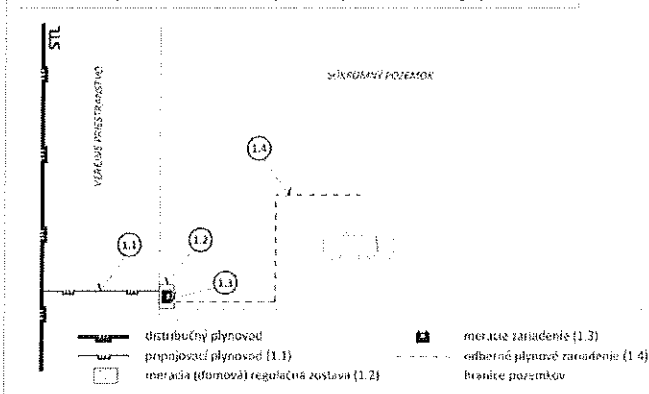 STL
VEREJNÉ PRIESTRANSTVO
SÚKROMNÝ POZEMOK
1.4
1.1
1.2
1.3
distribučný plynovod
pripojovací plynovod (1.1)
meracia (domová) regulačná zostava (1.2)
meracie zariadenie (1.3)
odberné plynové zariadenie (1.4)
hranice pozemkov